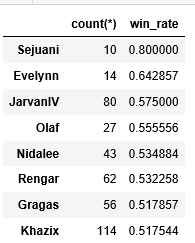 count(*) win_rate
Sejuani 10 0.800000
Evelynn 14 0.642857
JarvanIV 80 0.575000
Olaf 27 0.555556
Nidalee 43 0.534884
Rengar 62 0.532258
Gragas 56 0.517857
Khazix 114 0.517544